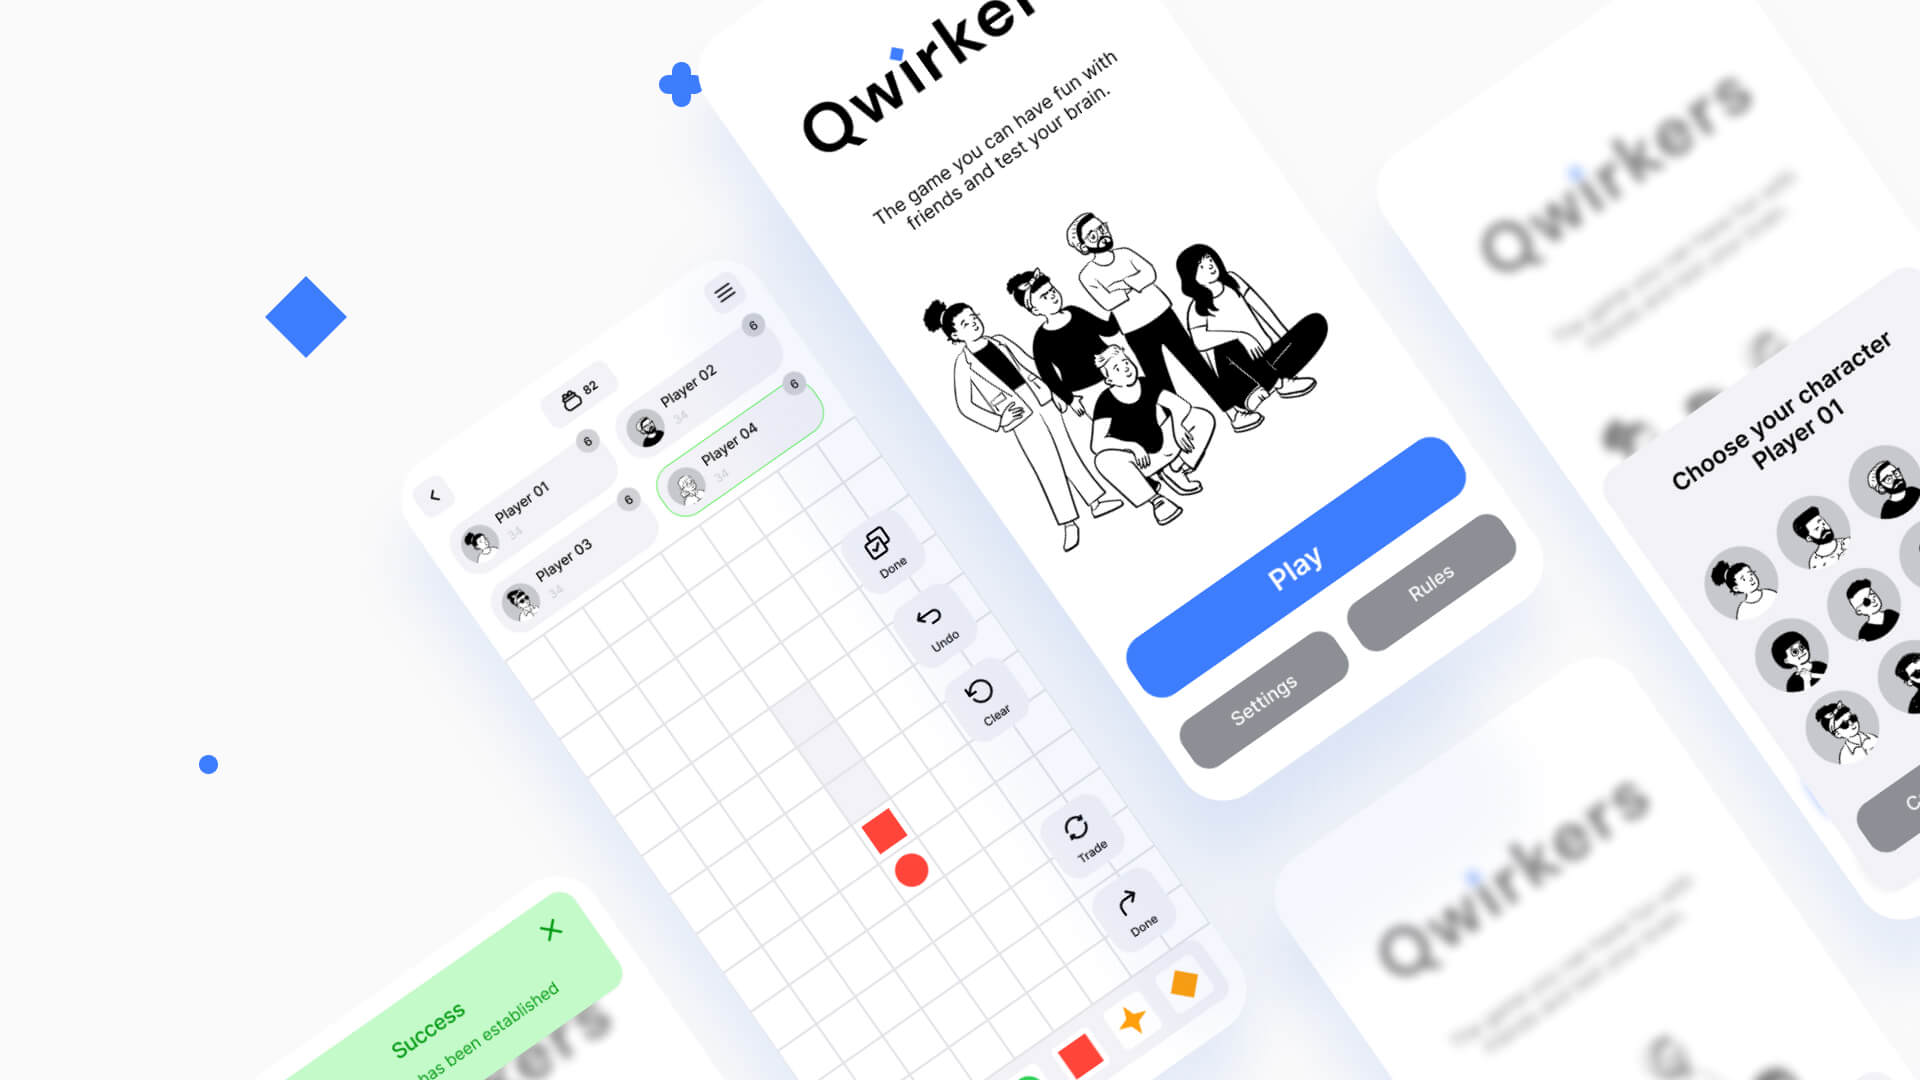 Qwirker
The game you can have fun with
friends and test your brain.
Play
Settings
Rules
82
Player 01
34
6
Player 02
34
6
Player 03
34
6
Player 04
34
6
Done
Undo
Clear
Trade
Done
Success
has been established
kers
Qwirkers
Choose your character
Player 01
Qwirkers